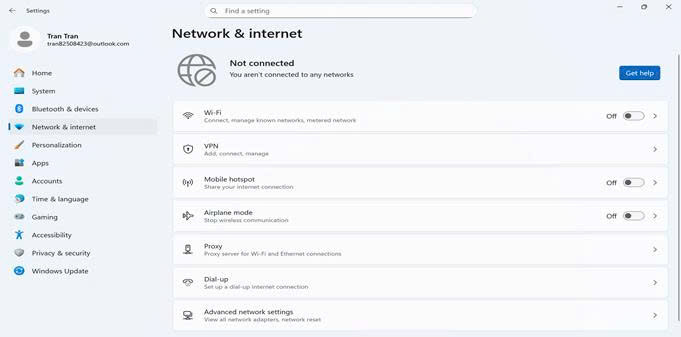 Settings
Find a setting
Tran Tran
tran82508423@outlook.com
Home
System
Bluetooth & devices
Network & internet
Personalization
Apps
Accounts
Time & language
Gaming
Accessibility
Privacy & security
Windows Update
Network & internet
Not connected
You aren't connected to any networks
Get help
Wi-Fi
Connect, manage known networks, metered network
Off
VPN
Add, connect, manage
Mobile hotspot
Share your internet connection
Off
Airplane mode
Stop wireless communication
Off
Proxy
Proxy server for Wi-Fi and Ethernet connections
Dial-up
Set up a dial-up internet connection
Advanced network settings
View all network adapters, network reset